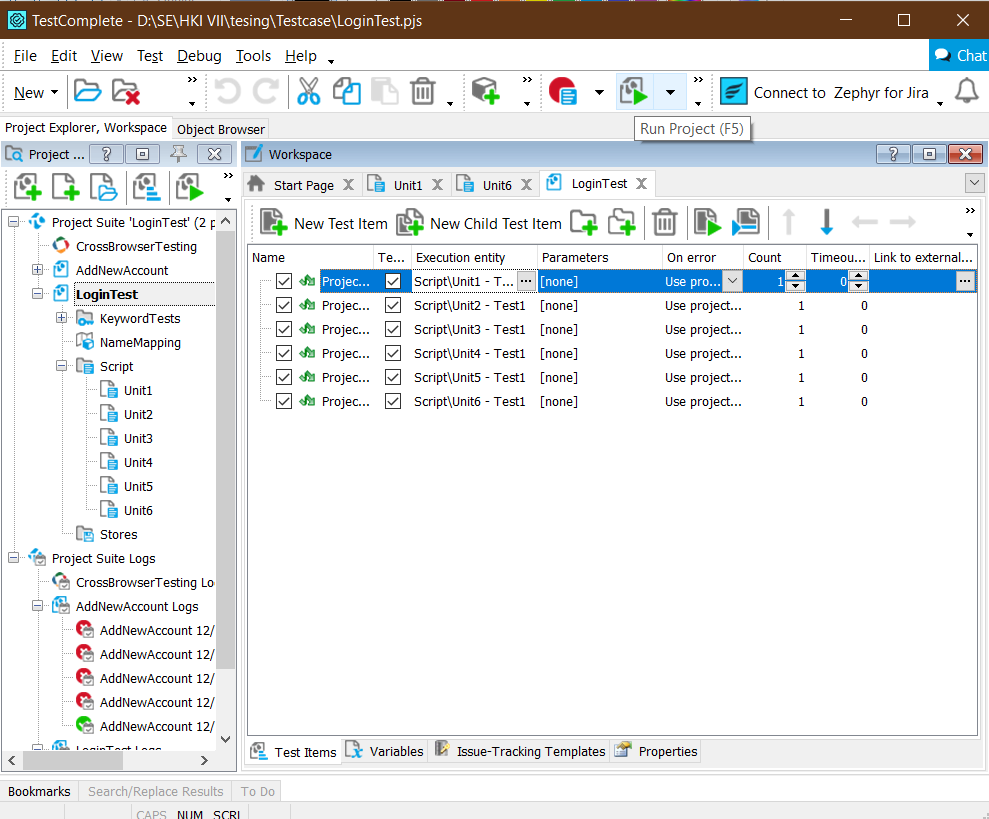 TestComplete - D:\SE\HKI VII\tesing\Testcase\LoginTest.pjs
File Edit View Test Debug Tools Help
Chat
New
Connect to Zephyr for Jira
Project Explorer, Workspace Object Browser
Run Project (F5)
Project ...
Workspace
Start Page Unit1 Unit6 LoginTest
New Test Item New Child Test Item
Project Suite 'LoginTest' (2 p
CrossBrowserTesting
AddNewAccount
LoginTest
KeywordTests
NameMapping
Script
Unit1
Unit2
Unit3
Unit4
Unit5
Unit6
Stores
Project Suite Logs
CrossBrowserTesting Lo
AddNewAccount Logs
AddNewAccount 12/
AddNewAccount 12/
AddNewAccount 12/
AddNewAccount 12/
AddNewAccount 12/
LoginTest Logs
Name Te... Execution entity Parameters On error Count Timeou... Link to external...
Projec... Script\Unit1 - T... [none] Use pro... 1 0
Projec... Script\Unit2 - Test1 [none] Use project... 1 0
Projec... Script\Unit3 - Test1 [none] Use project... 1 0
Projec... Script\Unit4 - Test1 [none] Use project... 1 0
Projec... Script\Unit5 - Test1 [none] Use project... 1 0
Projec... Script\Unit6 - Test1 [none] Use project... 1 0
Test Items Variables Issue-Tracking Templates Properties
Bookmarks Search/Replace Results To Do
CAPS NUM SCRL